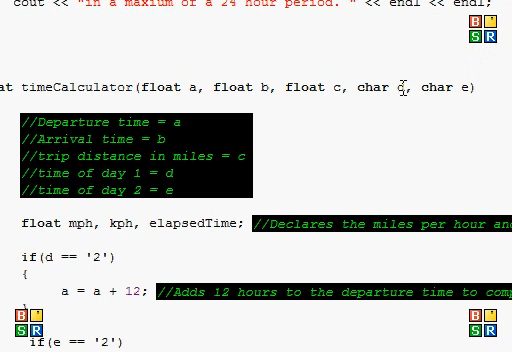 cout << "in a maxium of a 24 hour period. " << endl << endl;
at timeCalculator(float a, float b, float c, char d, char e)
//Departure time = a
//Arrival time = b
//trip distance in miles = c
//time of day 1 = d
//time of day 2 = e
float mph, kph, elapsedTime; //Declares the miles per hour and
if(d == '2')
{
a = a + 12; //Adds 12 hours to the departure time to comp
}
if(e == '2')
B '
S R
B '
S R
B '
S R